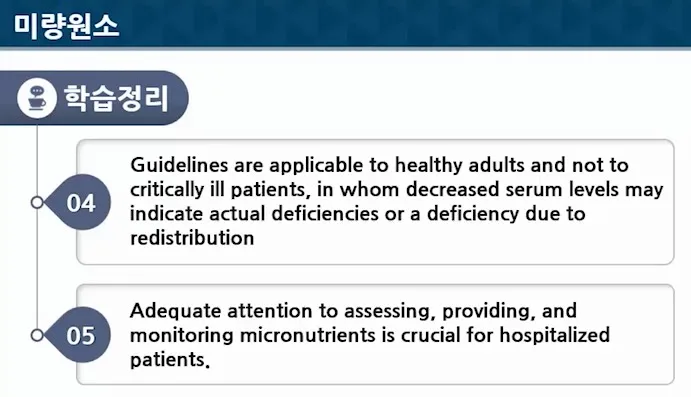 미량원소
학습정리
04
Guidelines are applicable to healthy adults and not to
critically ill patients, in whom decreased serum levels may
indicate actual deficiencies or a deficiency due to
redistribution
05
Adequate attention to assessing, providing, and
monitoring micronutrients is crucial for hospitalized
patients.